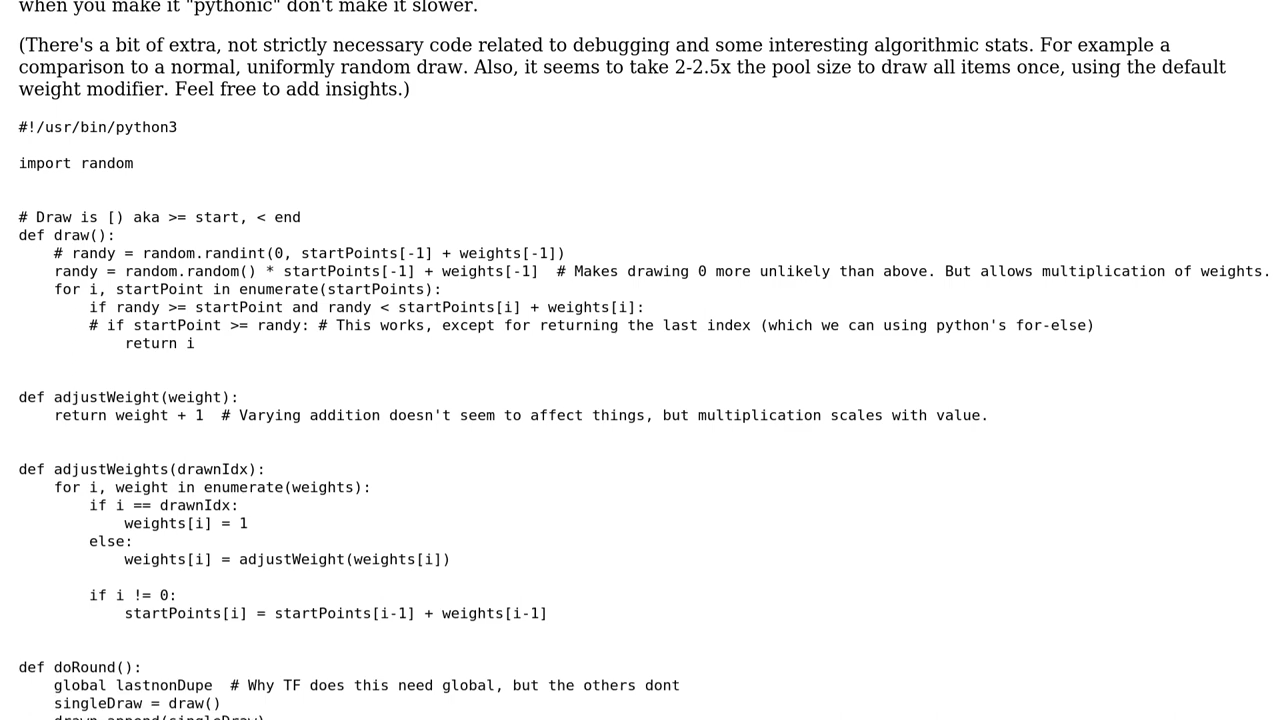 when you make it "pythonic" don't make it slower.
(There's a bit of extra, not strictly necessary code related to debugging and some interesting algorithmic stats. For example a
comparison to a normal, uniformly random draw. Also, it seems to take 2-2.5x the pool size to draw all items once, using the default
weight modifier. Feel free to add insights.)
#!/usr/bin/python3
import random
# Draw is [) aka >= start, < end
def draw():
    # randy = random.randint(0, startPoints[-1] + weights[-1])
    randy = random.random() * startPoints[-1] + weights[-1]  # Makes drawing 0 more unlikely than above. But allows multiplication of weights.
    for i, startPoint in enumerate(startPoints):
        if randy >= startPoint and randy < startPoints[i] + weights[i]:
        # if startPoint >= randy: # This works, except for returning the last index (which we can using python's for-else)
            return i
def adjustWeight(weight):
    return weight + 1  # Varying addition doesn't seem to affect things, but multiplication scales with value.
def adjustWeights(drawnIdx):
    for i, weight in enumerate(weights):
        if i == drawnIdx:
            weights[i] = 1
        else:
            weights[i] = adjustWeight(weights[i])
        if i != 0:
            startPoints[i] = startPoints[i-1] + weights[i-1]
def doRound():
    global lastnonDupe  # Why TF does this need global, but the others dont
    singleDraw = draw()
    drawn.append(singleDraw)